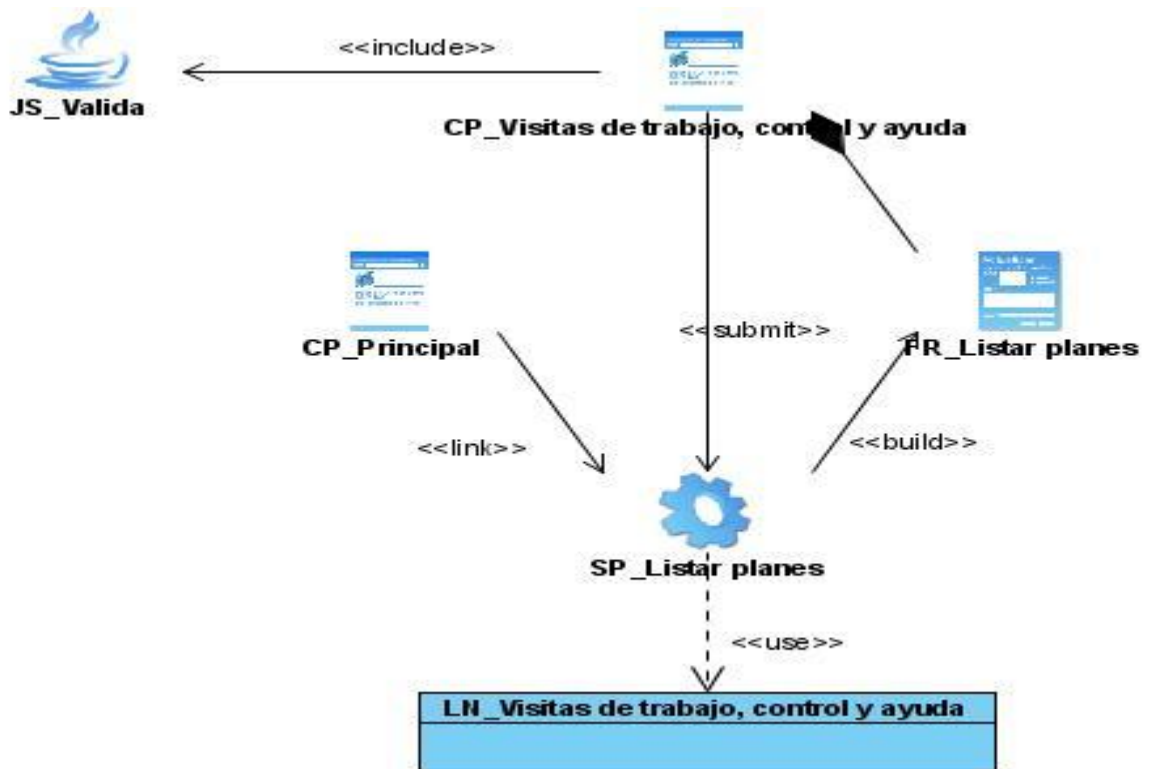 <<include>>
JS_Valida
CP_Visitas de trabajo, control y ayuda
<<submit>>
CP_Principal
FR_Listar planes
<<link>>
<<build>>
SP_Listar planes
<<use>>
LN_Visitas de trabajo, control y ayuda